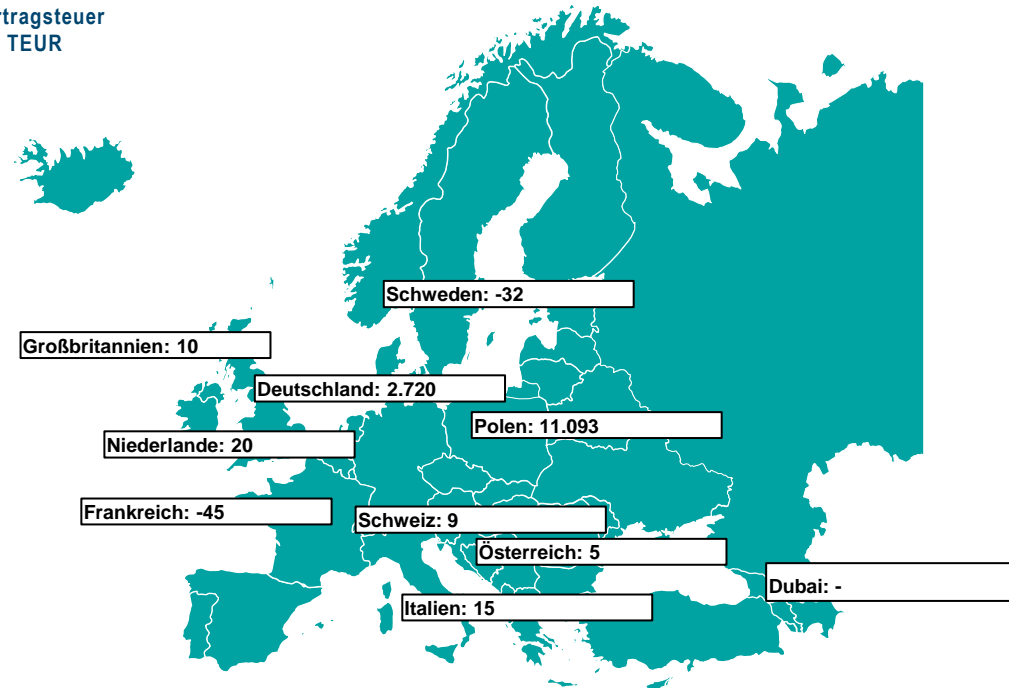 rtragsteuer
TEUR
Schweden: -32
Großbritannien: 10
Deutschland: 2.720
Polen: 11.093
Niederlande: 20
Frankreich: -45
Schweiz: 9
Österreich: 5
Dubai: -
Italien: 15